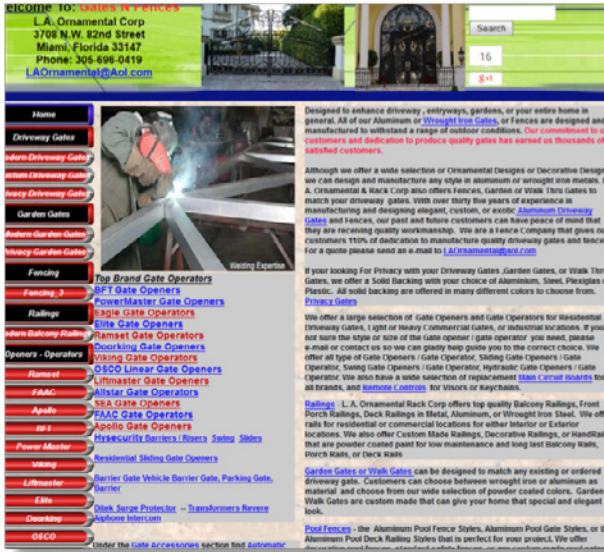 elcome To: Gates N Fences
L.A. Ornamental Corp
3708 N.W. 82nd Street
Miami, Florida 33147
Phone: 305-696-0419
LAOrnamental@Aol.com
Search
16
g+1
Home
Driveway Gates
dern Driveway Gate
stom Driveway Gate
ivacy Driveway Gate
Garden Gates
Modern Garden Gate
Privacy Garden Gate
Fencing
Fencing_3
Railings
dern Balcony Railing
Openers - Operators
Ramset
FAAC
Apollo
BFT
Power Master
Viking
Liftmaster
Elite
Doorking
OSCO
Welding Expertise
Top Brand Gate Operators
BFT Gate Openers
PowerMaster Gate Openers
Eagle Gate Operators
Elite Gate Openers
Ramset Gate Operators
Doorking Gate Openers
Viking Gate Operators
OSCO Linear Gate Openers
Liftmaster Gate Openers
Allstar Gate Operators
SEA Gate Operators
FAAC Gate Operators
Apollo Gate Openers
Hysecurity Barriers / Risers Swing Slides
Residential Sliding Gate Openers
Barrier Gate Vehicle Barrier Gate, Parking Gate,
Barrier
Ditek Surge Protector -- Transformers Revere
Aiphone Intercom
Under the Gate Accessories section find Automatic
Designed to enhance driveway , entryways, gardens, or your entire home in
general. All of our Aluminum or Wrought Iron Gates, or Fences are designed and
manufactured to withstand a range of outdoor conditions. Our commitment to o
customers and dedication to produce quality gates has earned us thousands of
satisfied customers.
Although we offer a wide selection or Ornamental Designs or Decorative Design
we can design and manufacture any style in aluminum or wrought iron metals. L
A. Ornamental & Rack Corp also offers Fences, Garden or Walk Thru Gates to
match your driveway gates. With over thirty five years of experience in
manufacturing and designing elegant, custom, or exotic Aluminum Driveway
Gates and Fences, our past and future customers can have peace of mind that
they are receiving quality workmanship. We are a Fence Company that gives our
customers 110% of dedication to manufacture quality driveway gates and fence
For a quote please send an e-mail to LAOrnamental@aol.com
If your looking For Privacy with your Driveway Gates ,Garden Gates, or Walk Thr
Gates, we offer a Solid Backing with your choice of Aluminium, Steel, Plexiglas
Plastic. All solid backing are offered in many different colors to choose from.
Privacy Gates
We offer a large selection of Gate Openers and Gate Operators for Residential
Driveway Gates, Light or Heavy Commercial Gates, or industrial locations. If you
not sure the style or size of the Gate opener / gate operator you need, please
e-mail or contact us so we can gladly help guide you to the correct choice. We
offer all type of Gate Openers / Gate Operator, Sliding Gate Openers / Gate
Operator, Swing Gate Openers / Gate Operator, Hydraulic Gate Openers / Gate
Operator. We also have a wide selection of replacement Main Circuit Boards for
all brands, and Remote Controls for Visors or Keychains.
Railings - L. A. Ornamental Rack Corp offers top quality Balcony Railings, Front
Porch Railings, Deck Railings in Metal, Aluminum, or Wrought Steel. We off
rails for residential or commercial locations for either Interior or Exterior
locations. We also offer Custom Made Railings, Decorative Railings, or HandRail
that are powder coated paint for low maintenance and long last Balcony Rails,
Porch Rails, or Deck Rails
Garden Gates or Walk Gates can be designed to match any existing or ordered
driveway gate. Customers can choose between wrought iron or aluminum as
material and choose from our wide selection of powder coated colors. Garden
Walk Gates are custom made that can give your home that special and elegant
look.
Pool Fences - the Aluminum Pool Fence Styles, Aluminum Pool Gate Styles, or
Aluminum Pool Deck Railing Styles that is perfect for your project. We offer